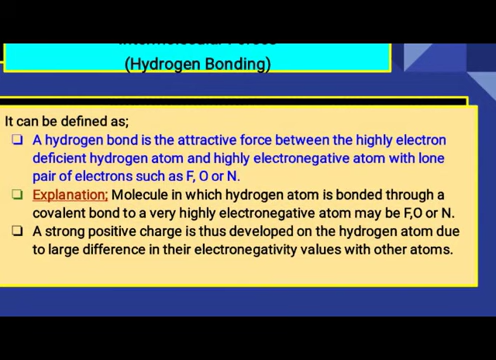 Intermolecular Forces
(Hydrogen Bonding)
It can be defined as;
A hydrogen bond is the attractive force between the highly electron
deficient hydrogen atom and highly electronegative atom with lone
pair of electrons such as F, O or N.
Explanation; Molecule in which hydrogen atom is bonded through a
covalent bond to a very highly electronegative atom may be F,O or N.
A strong positive charge is thus developed on the hydrogen atom due
to large difference in their electronegativity values with other atoms.